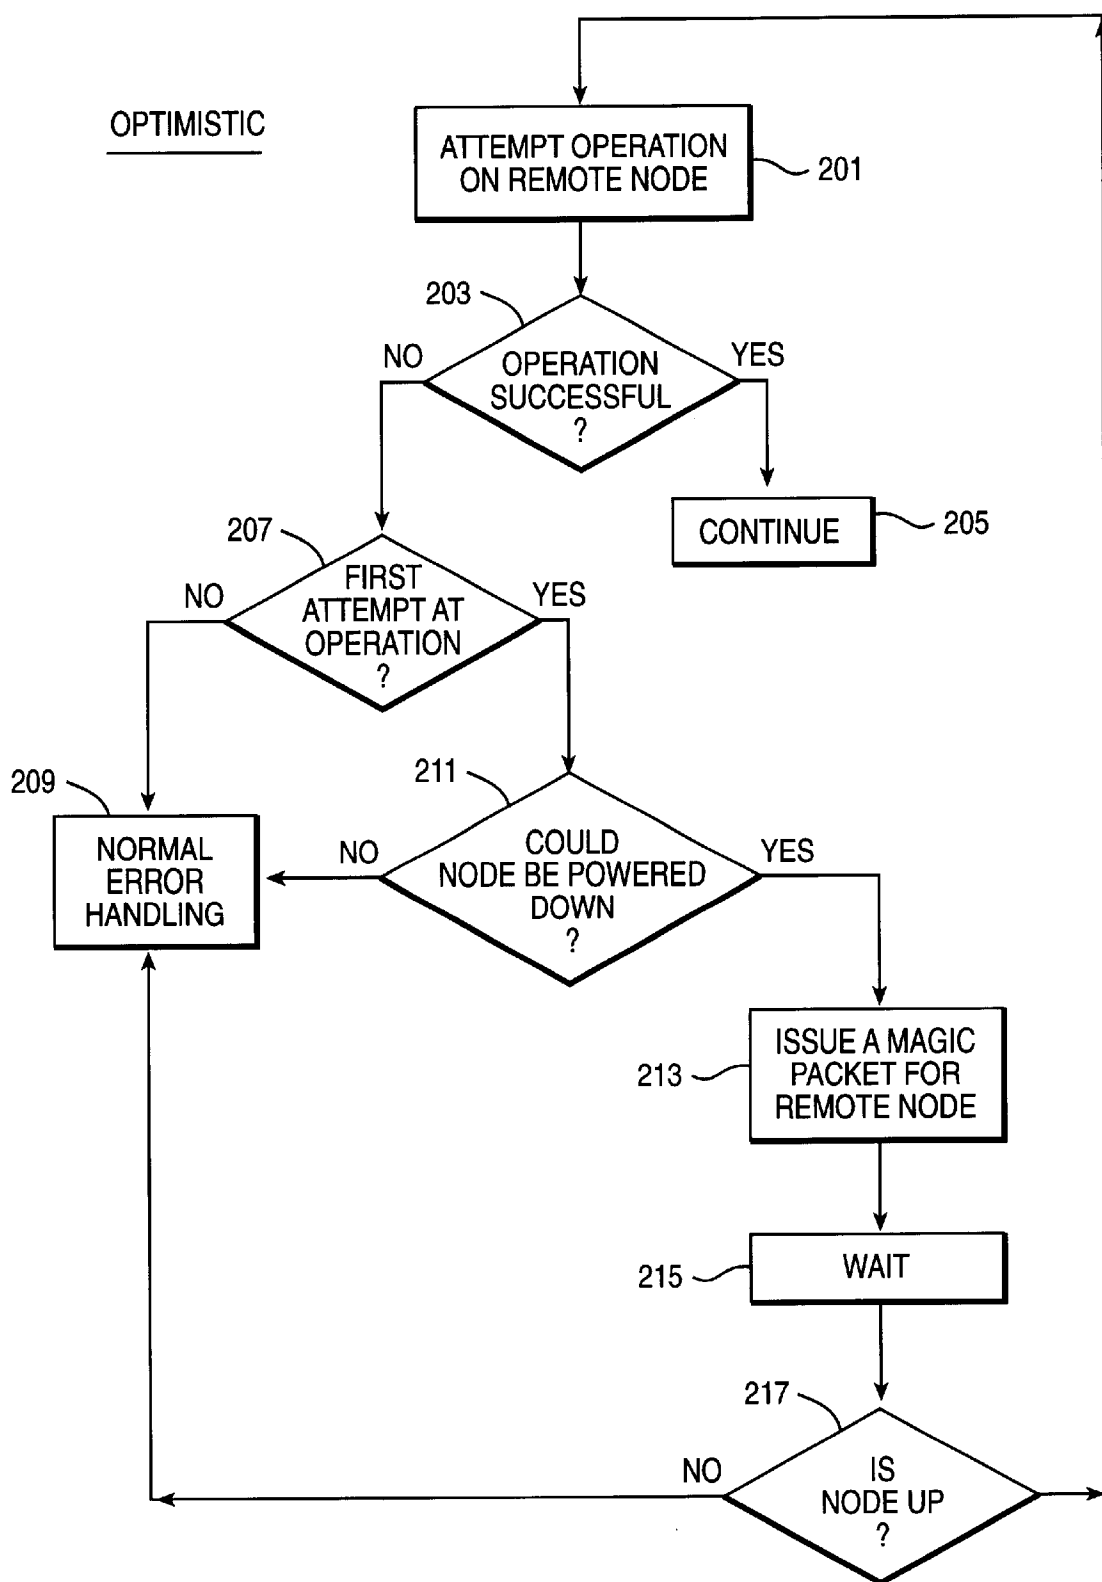 OPTIMISTIC
ATTEMPT OPERATION
ON REMOTE NODE
201
203
NO
YES
OPERATION
SUCCESSFUL
?
207
CONTINUE
205
NO
YES
FIRST
ATTEMPT AT
OPERATION
?
209
211
NORMAL
ERROR
HANDLING
NO
YES
COULD
NODE BE POWERED
DOWN
?
213
ISSUE A MAGIC
PACKET FOR
REMOTE NODE
215
WAIT
217
NO
IS
NODE UP
?